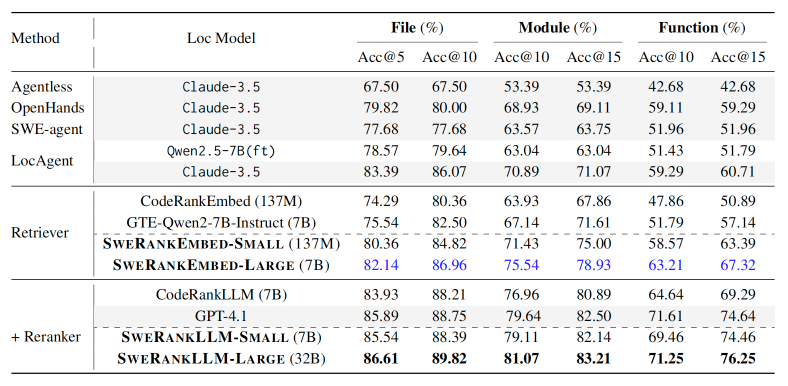 Method Loc Model File (%) Module (%) Function (%)
Acc@5 Acc@10 Acc@10 Acc@15 Acc@10 Acc@15
Agentless Claude-3.5 67.50 67.50 53.39 53.39 42.68 42.68
OpenHands Claude-3.5 79.82 80.00 68.93 69.11 59.11 59.29
SWE-agent Claude-3.5 77.68 77.68 63.57 63.75 51.96 51.96
LocAgent Qwen2.5-7B(ft) 78.57 79.64 63.04 63.04 51.43 51.79
Claude-3.5 83.39 86.07 70.89 71.07 59.29 60.71
Retriever CodeRankEmbed (137M) 74.29 80.36 63.93 67.86 47.86 50.89
GTE-Qwen2-7B-Instruct (7B) 75.54 82.50 67.14 71.61 51.79 57.14
SWERANKEMBED-SMALL (137M) 80.36 84.82 71.43 75.00 58.57 63.39
SWERANKEMBED-LARGE (7B) 82.14 86.96 75.54 78.93 63.21 67.32
+ Reranker CodeRankLLM (7B) 83.93 88.21 76.96 80.89 64.64 69.29
GPT-4.1 85.89 88.75 79.64 82.50 71.61 74.64
SWERANKLLM-SMALL (7B) 85.54 88.39 79.11 82.14 69.46 74.46
SWERANKLLM-LARGE (32B) 86.61 89.82 81.07 83.21 71.25 76.25